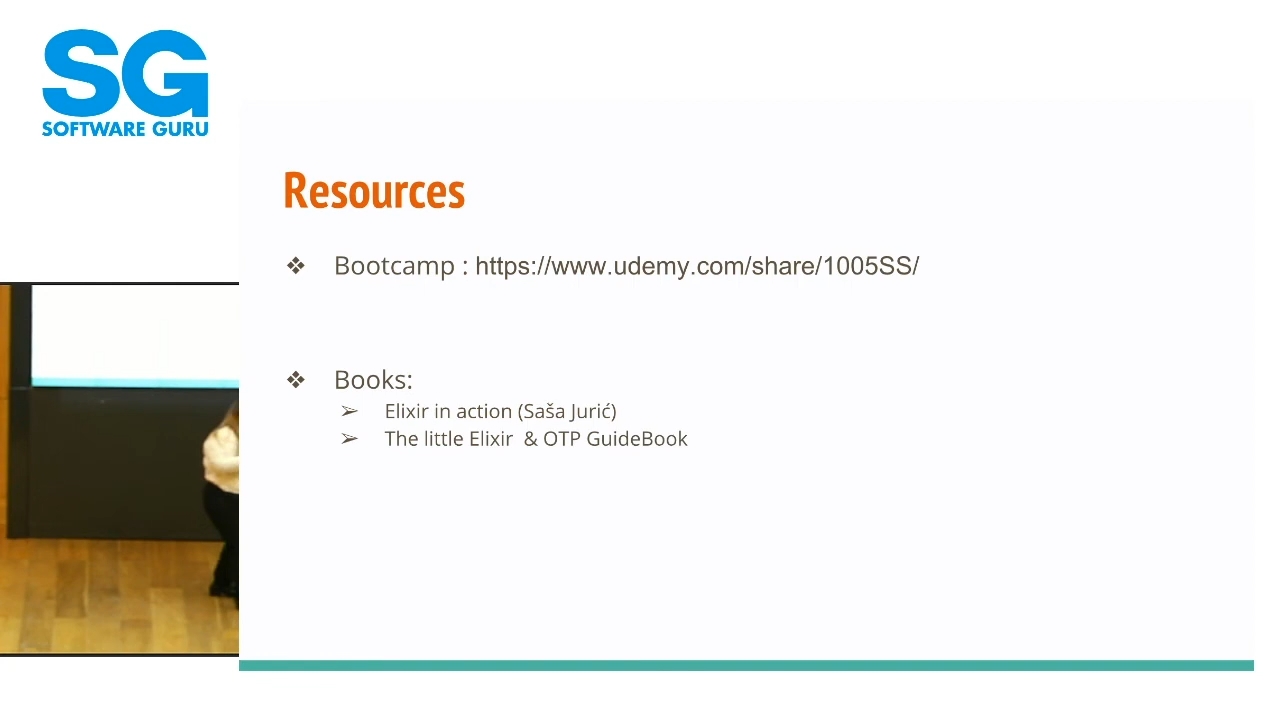 SG
SOFTWARE GURU
Resources
❖ Bootcamp : https://www.udemy.com/share/1005SS/
❖ Books:
➢ Elixir in action (Saša Jurić)
➢ The little Elixir & OTP GuideBook